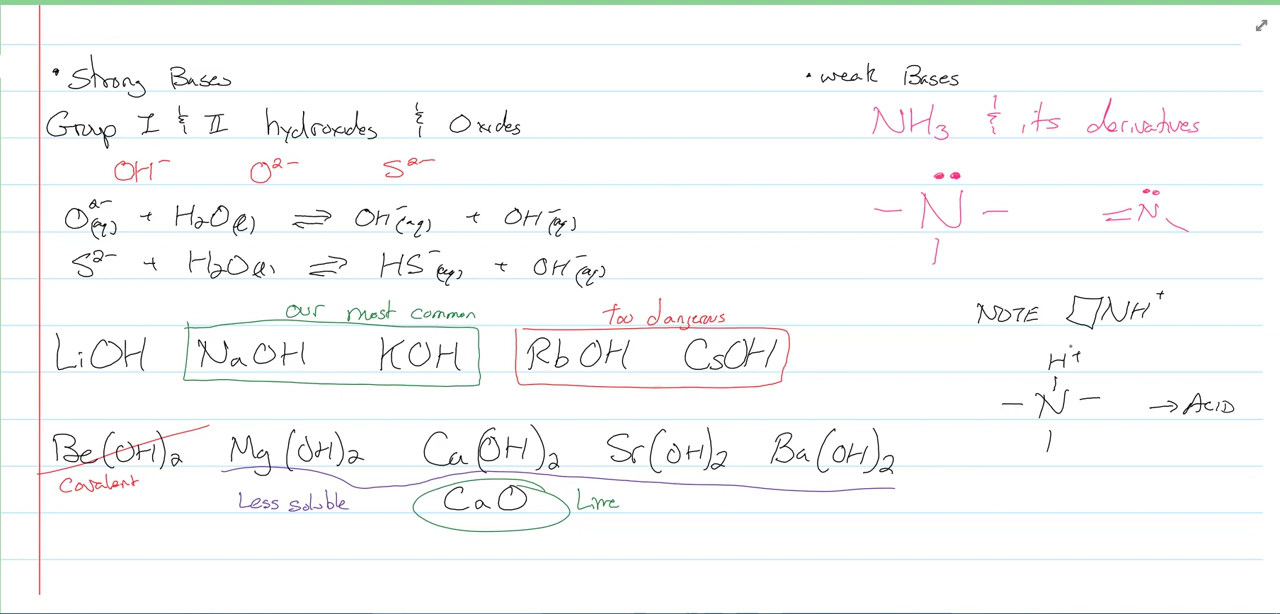 • Strong Bases
Group I & II hydroxides & Oxides
OH⁻ O²⁻ S²⁻
O²⁻(aq) + H₂O(l) ⇌ OH⁻(aq) + OH⁻(aq)
S²⁻ + H₂O(l) ⇌ HS⁻(aq) + OH⁻(aq)
our most common
too dangerous
LiOH NaOH KOH RbOH CsOH
Be(OH)₂ Mg(OH)₂ Ca(OH)₂ Sr(OH)₂ Ba(OH)₂
Covalent
Less soluble
CaO Lime
• weak Bases
NH₃ & its derivatives
– N̈ – =N̈
NOTE NH⁺
H⁺
– N – → ACID